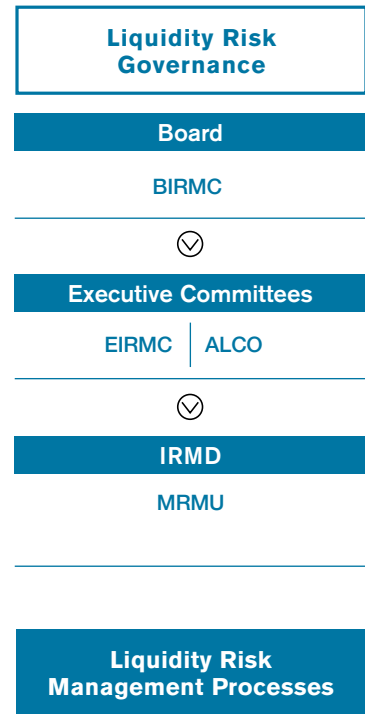 Liquidity Risk
Governance
Board
BIRMC
Executive Committees
EIRMC ALCO
IRMD
MRMU
Liquidity Risk
Management Processes